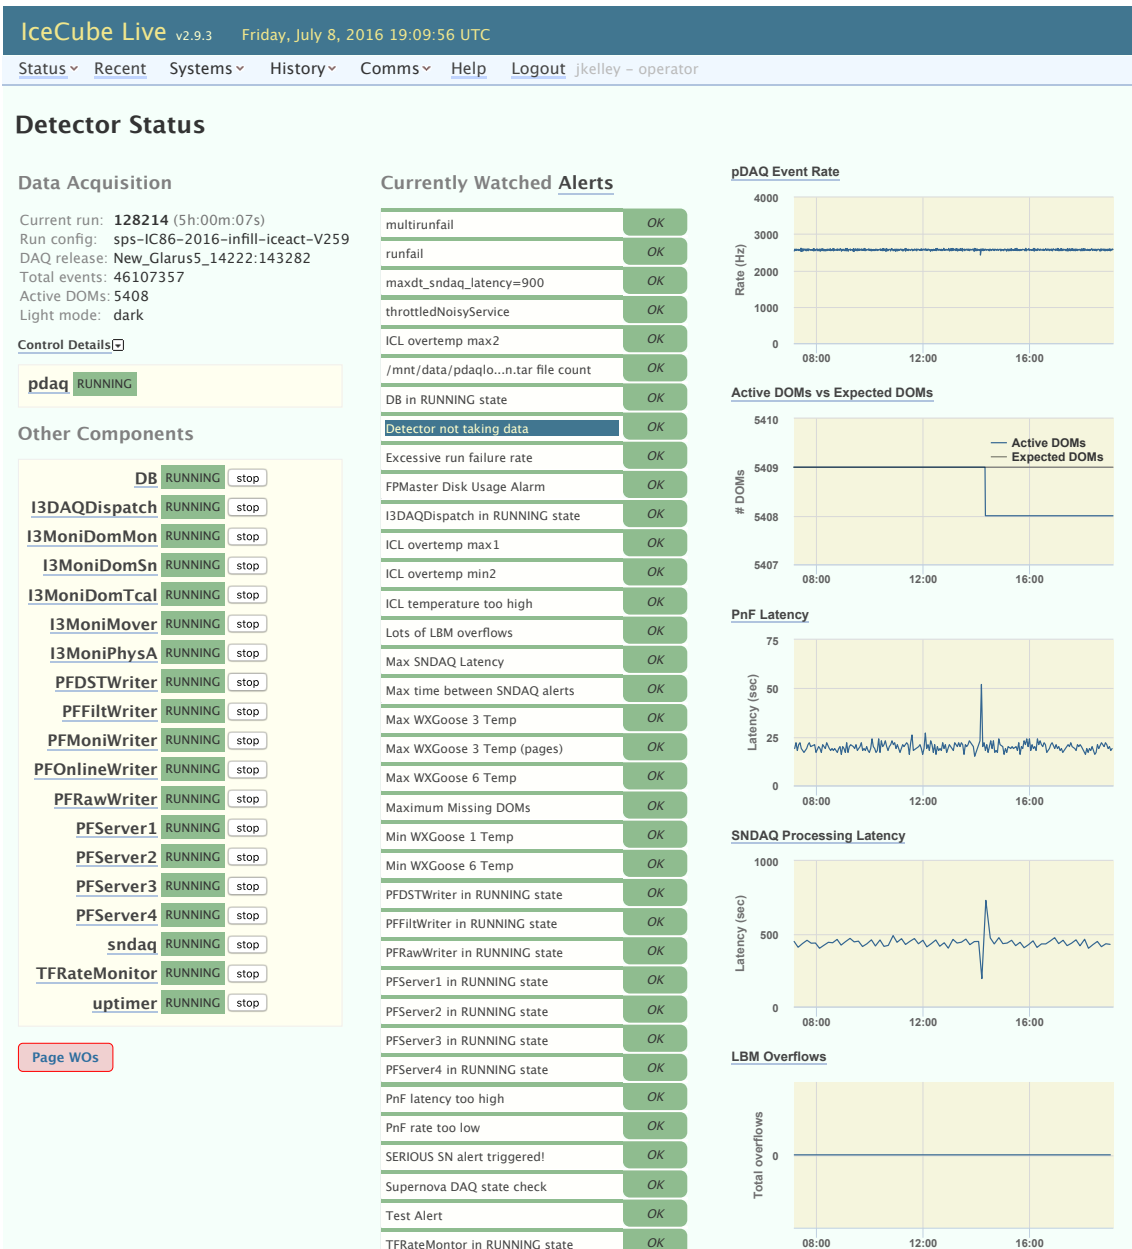 IceCube Live v2.9.3 Friday, July 8, 2016 19:09:56 UTC
Status Recent Systems History Comms Help Logout jkelley – operator
Detector Status
Data Acquisition
Current run: 128214 (5h:00m:07s)
Run config: sps-IC86-2016-infill-iceact-V259
DAQ release: New_Glarus5_14222:143282
Total events: 46107357
Active DOMs: 5408
Light mode: dark
Control Details
pdaq RUNNING
Other Components
DB RUNNING stop
I3DAQDispatch RUNNING stop
I3MoniDomMon RUNNING stop
I3MoniDomSn RUNNING stop
I3MoniDomTcal RUNNING stop
I3MoniMover RUNNING stop
I3MoniPhysA RUNNING stop
PFDSTWriter RUNNING stop
PFFiltWriter RUNNING stop
PFMoniWriter RUNNING stop
PFOnlineWriter RUNNING stop
PFRawWriter RUNNING stop
PFServer1 RUNNING stop
PFServer2 RUNNING stop
PFServer3 RUNNING stop
PFServer4 RUNNING stop
sndaq RUNNING stop
TFRateMonitor RUNNING stop
uptimer RUNNING stop
Page WOs
Currently Watched Alerts
multirunfail OK
runfail OK
maxdt_sndaq_latency=900 OK
throttledNoisyService OK
ICL overtemp max2 OK
/mnt/data/pdaqlo...n.tar file count OK
DB in RUNNING state OK
Detector not taking data OK
Excessive run failure rate OK
FPMaster Disk Usage Alarm OK
I3DAQDispatch in RUNNING state OK
ICL overtemp max1 OK
ICL overtemp min2 OK
ICL temperature too high OK
Lots of LBM overflows OK
Max SNDAQ Latency OK
Max time between SNDAQ alerts OK
Max WXGoose 3 Temp OK
Max WXGoose 3 Temp (pages) OK
Max WXGoose 6 Temp OK
Maximum Missing DOMs OK
Min WXGoose 1 Temp OK
Min WXGoose 6 Temp OK
PFDSTWriter in RUNNING state OK
PFFiltWriter in RUNNING state OK
PFRawWriter in RUNNING state OK
PFServer1 in RUNNING state OK
PFServer2 in RUNNING state OK
PFServer3 in RUNNING state OK
PFServer4 in RUNNING state OK
PnF latency too high OK
PnF rate too low OK
SERIOUS SN alert triggered! OK
Supernova DAQ state check OK
Test Alert OK
TFRateMontor in RUNNING state OK
pDAQ Event Rate
Rate (Hz)
4000
3000
2000
1000
0
08:00 12:00 16:00
Active DOMs vs Expected DOMs
# DOMs
5410
5409
5408
5407
Active DOMs
Expected DOMs
08:00 12:00 16:00
PnF Latency
Latency (sec)
75
50
25
0
08:00 12:00 16:00
SNDAQ Processing Latency
Latency (sec)
1000
500
0
08:00 12:00 16:00
LBM Overflows
Total overflows
0
08:00 12:00 16:00